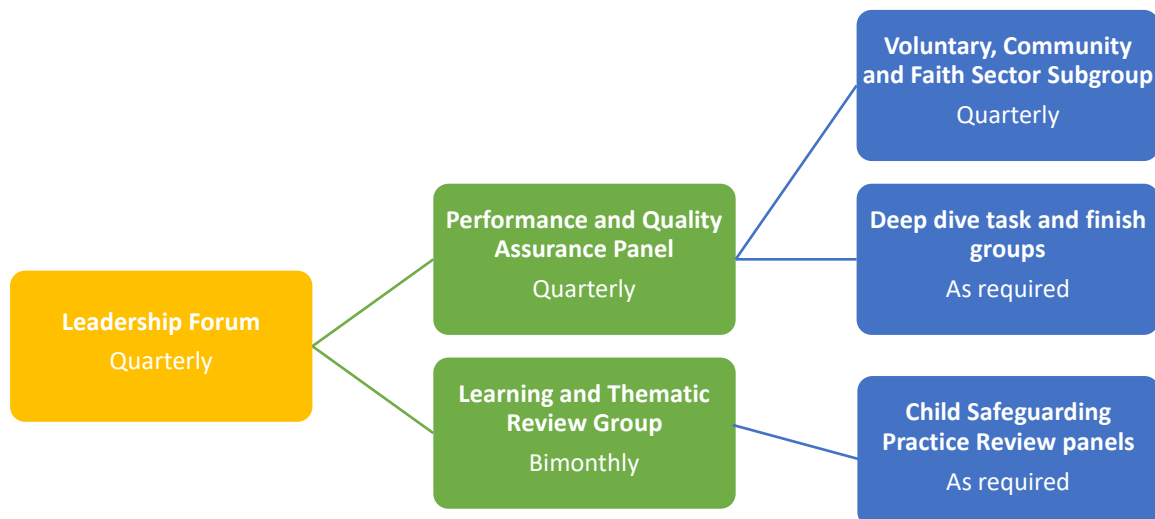 Leadership Forum
Quarterly
Performance and Quality
Assurance Panel
Quarterly
Learning and Thematic
Review Group
Bimonthly
Voluntary, Community
and Faith Sector Subgroup
Quarterly
Deep dive task and finish
groups
As required
Child Safeguarding
Practice Review panels
As required